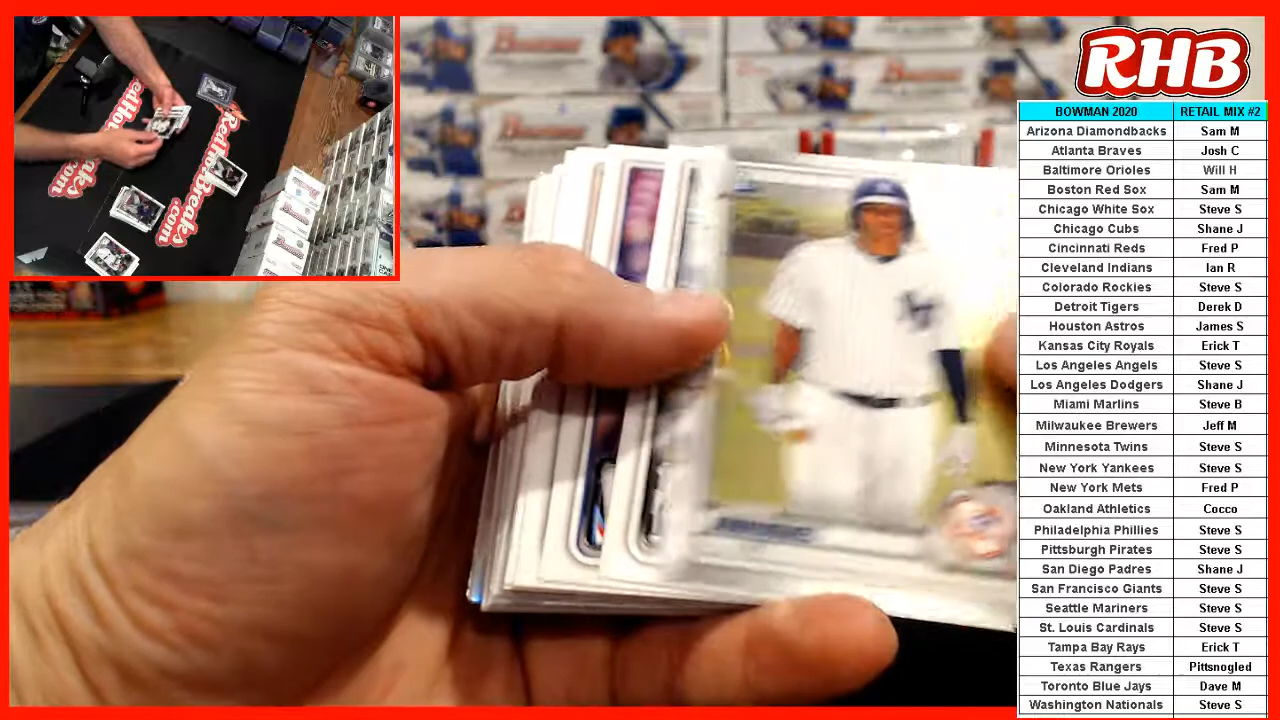 RHB
BOWMAN 2020 RETAIL MIX #2
Arizona Diamondbacks Sam M
Atlanta Braves Josh C
Baltimore Orioles Will H
Boston Red Sox Sam M
Chicago White Sox Steve S
Chicago Cubs Shane J
Cincinnati Reds Fred P
Cleveland Indians Ian R
Colorado Rockies Steve S
Detroit Tigers Derek D
Houston Astros James S
Kansas City Royals Erick T
Los Angeles Angels Steve S
Los Angeles Dodgers Shane J
Miami Marlins Steve B
Milwaukee Brewers Jeff M
Minnesota Twins Steve S
New York Yankees Steve S
New York Mets Fred P
Oakland Athletics Cocco
Philadelphia Phillies Steve S
Pittsburgh Pirates Steve S
San Diego Padres Shane J
San Francisco Giants Steve S
Seattle Mariners Steve S
St. Louis Cardinals Steve S
Tampa Bay Rays Erick T
Texas Rangers Pittsnogled
Toronto Blue Jays Dave M
Washington Nationals Steve S
Bowman
Bowman
Bowman